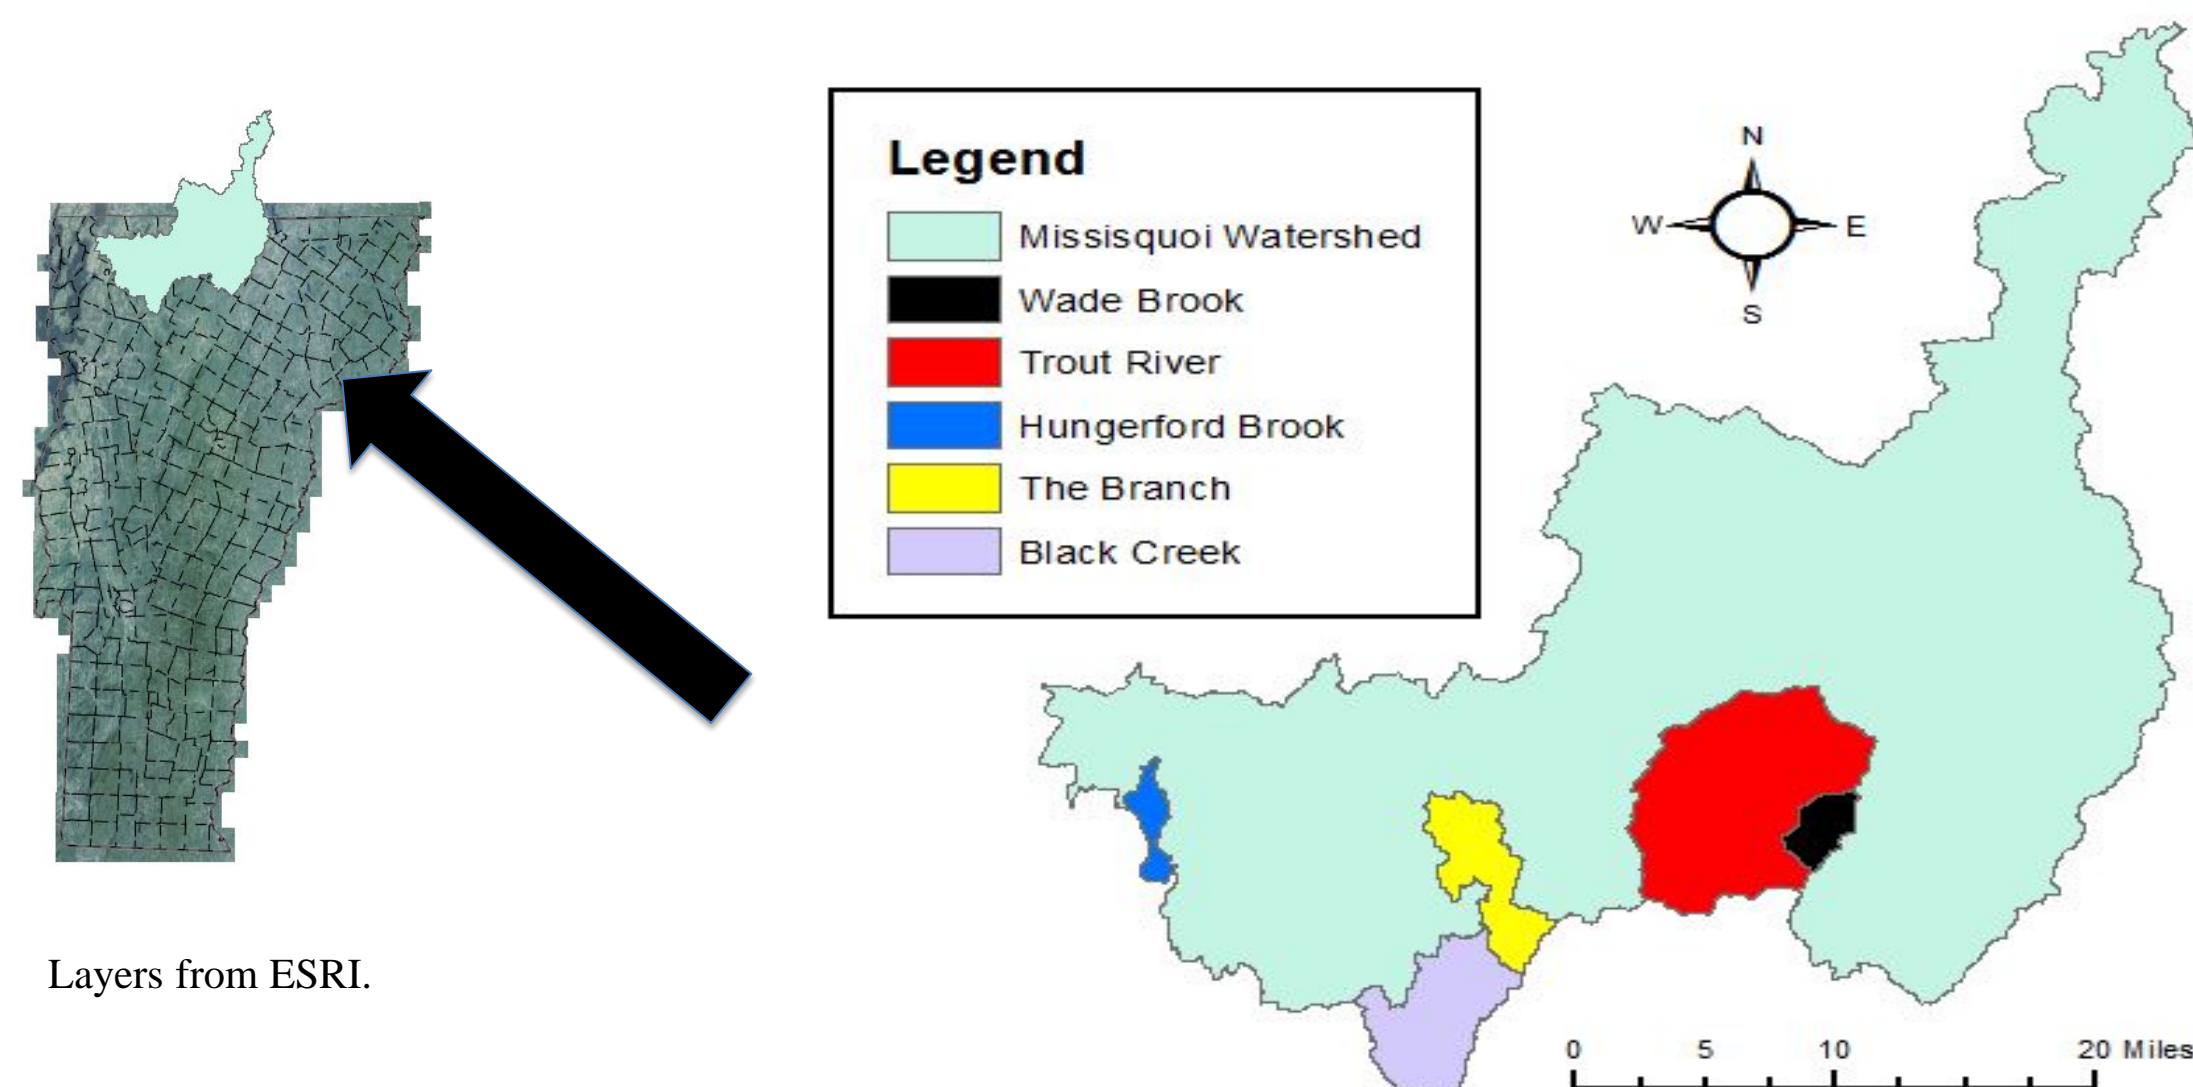 Legend
Missisquoi Watershed
Wade Brook
Trout River
Hungerford Brook
The Branch
Black Creek
N
W E
S
Layers from ESRI.
0 5 10 20 Miles